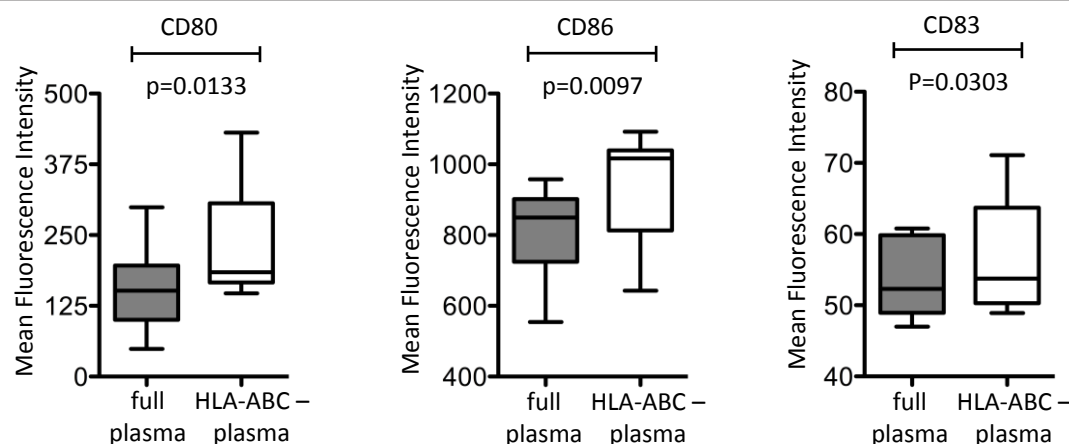 CD80
p=0.0133
Mean Fluorescence Intensity
500
375
250
125
0
full plasma
HLA-ABC – plasma
CD86
p=0.0097
Mean Fluorescence Intensity
1200
1000
800
600
400
full plasma
HLA-ABC – plasma
CD83
P=0.0303
Mean Fluorescence Intensity
80
70
60
50
40
full plasma
HLA-ABC – plasma